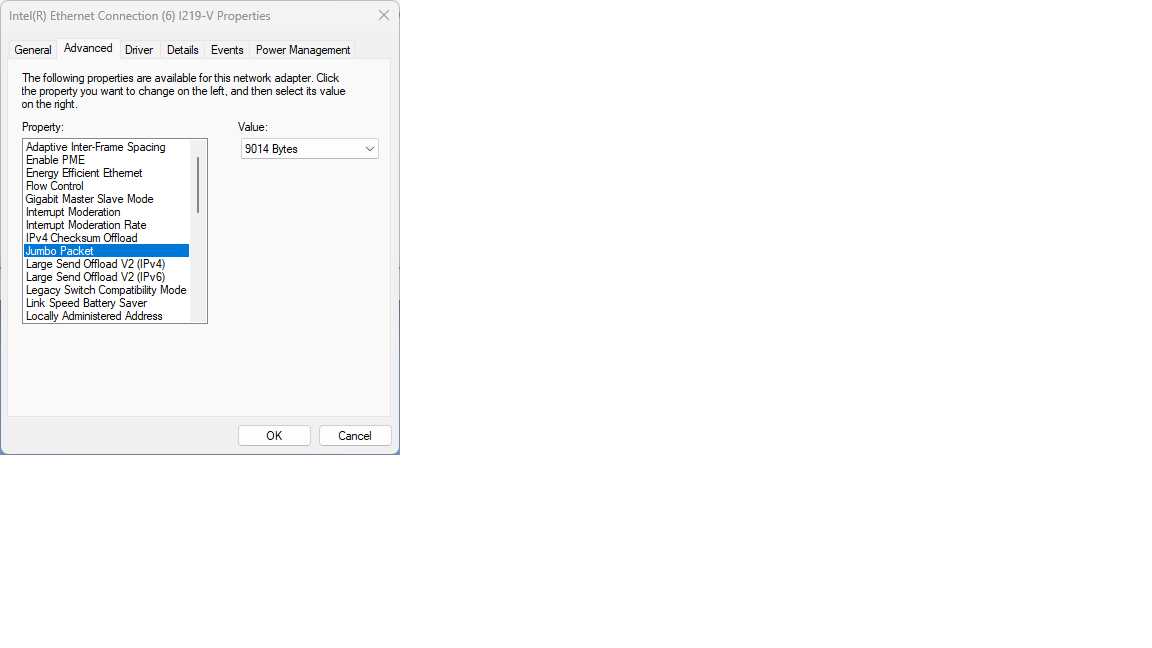 Intel(R) Ethernet Connection (6) I219-V Properties
General Advanced Driver Details Events Power Management
The following properties are available for this network adapter. Click
the property you want to change on the left, and then select its value
on the right.
Property:
Value:
Adaptive Inter-Frame Spacing
Enable PME
Energy Efficient Ethernet
Flow Control
Gigabit Master Slave Mode
Interrupt Moderation
Interrupt Moderation Rate
IPv4 Checksum Offload
Jumbo Packet
Large Send Offload V2 (IPv4)
Large Send Offload V2 (IPv6)
Legacy Switch Compatibility Mode
Link Speed Battery Saver
Locally Administered Address
9014 Bytes
OK
Cancel